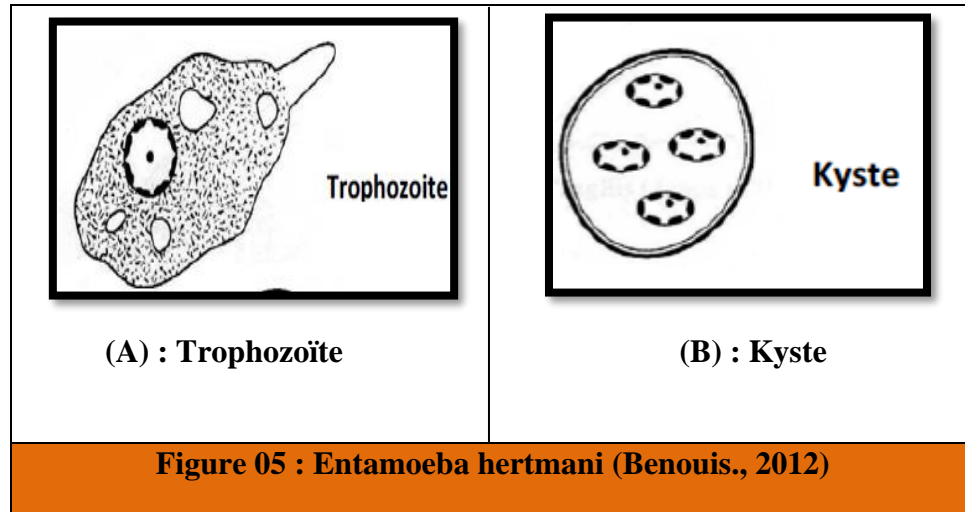 Trophozoite
Kyste
(A) : Trophozoïte
(B) : Kyste
Figure 05 : Entamoeba hertmani (Benouis., 2012)